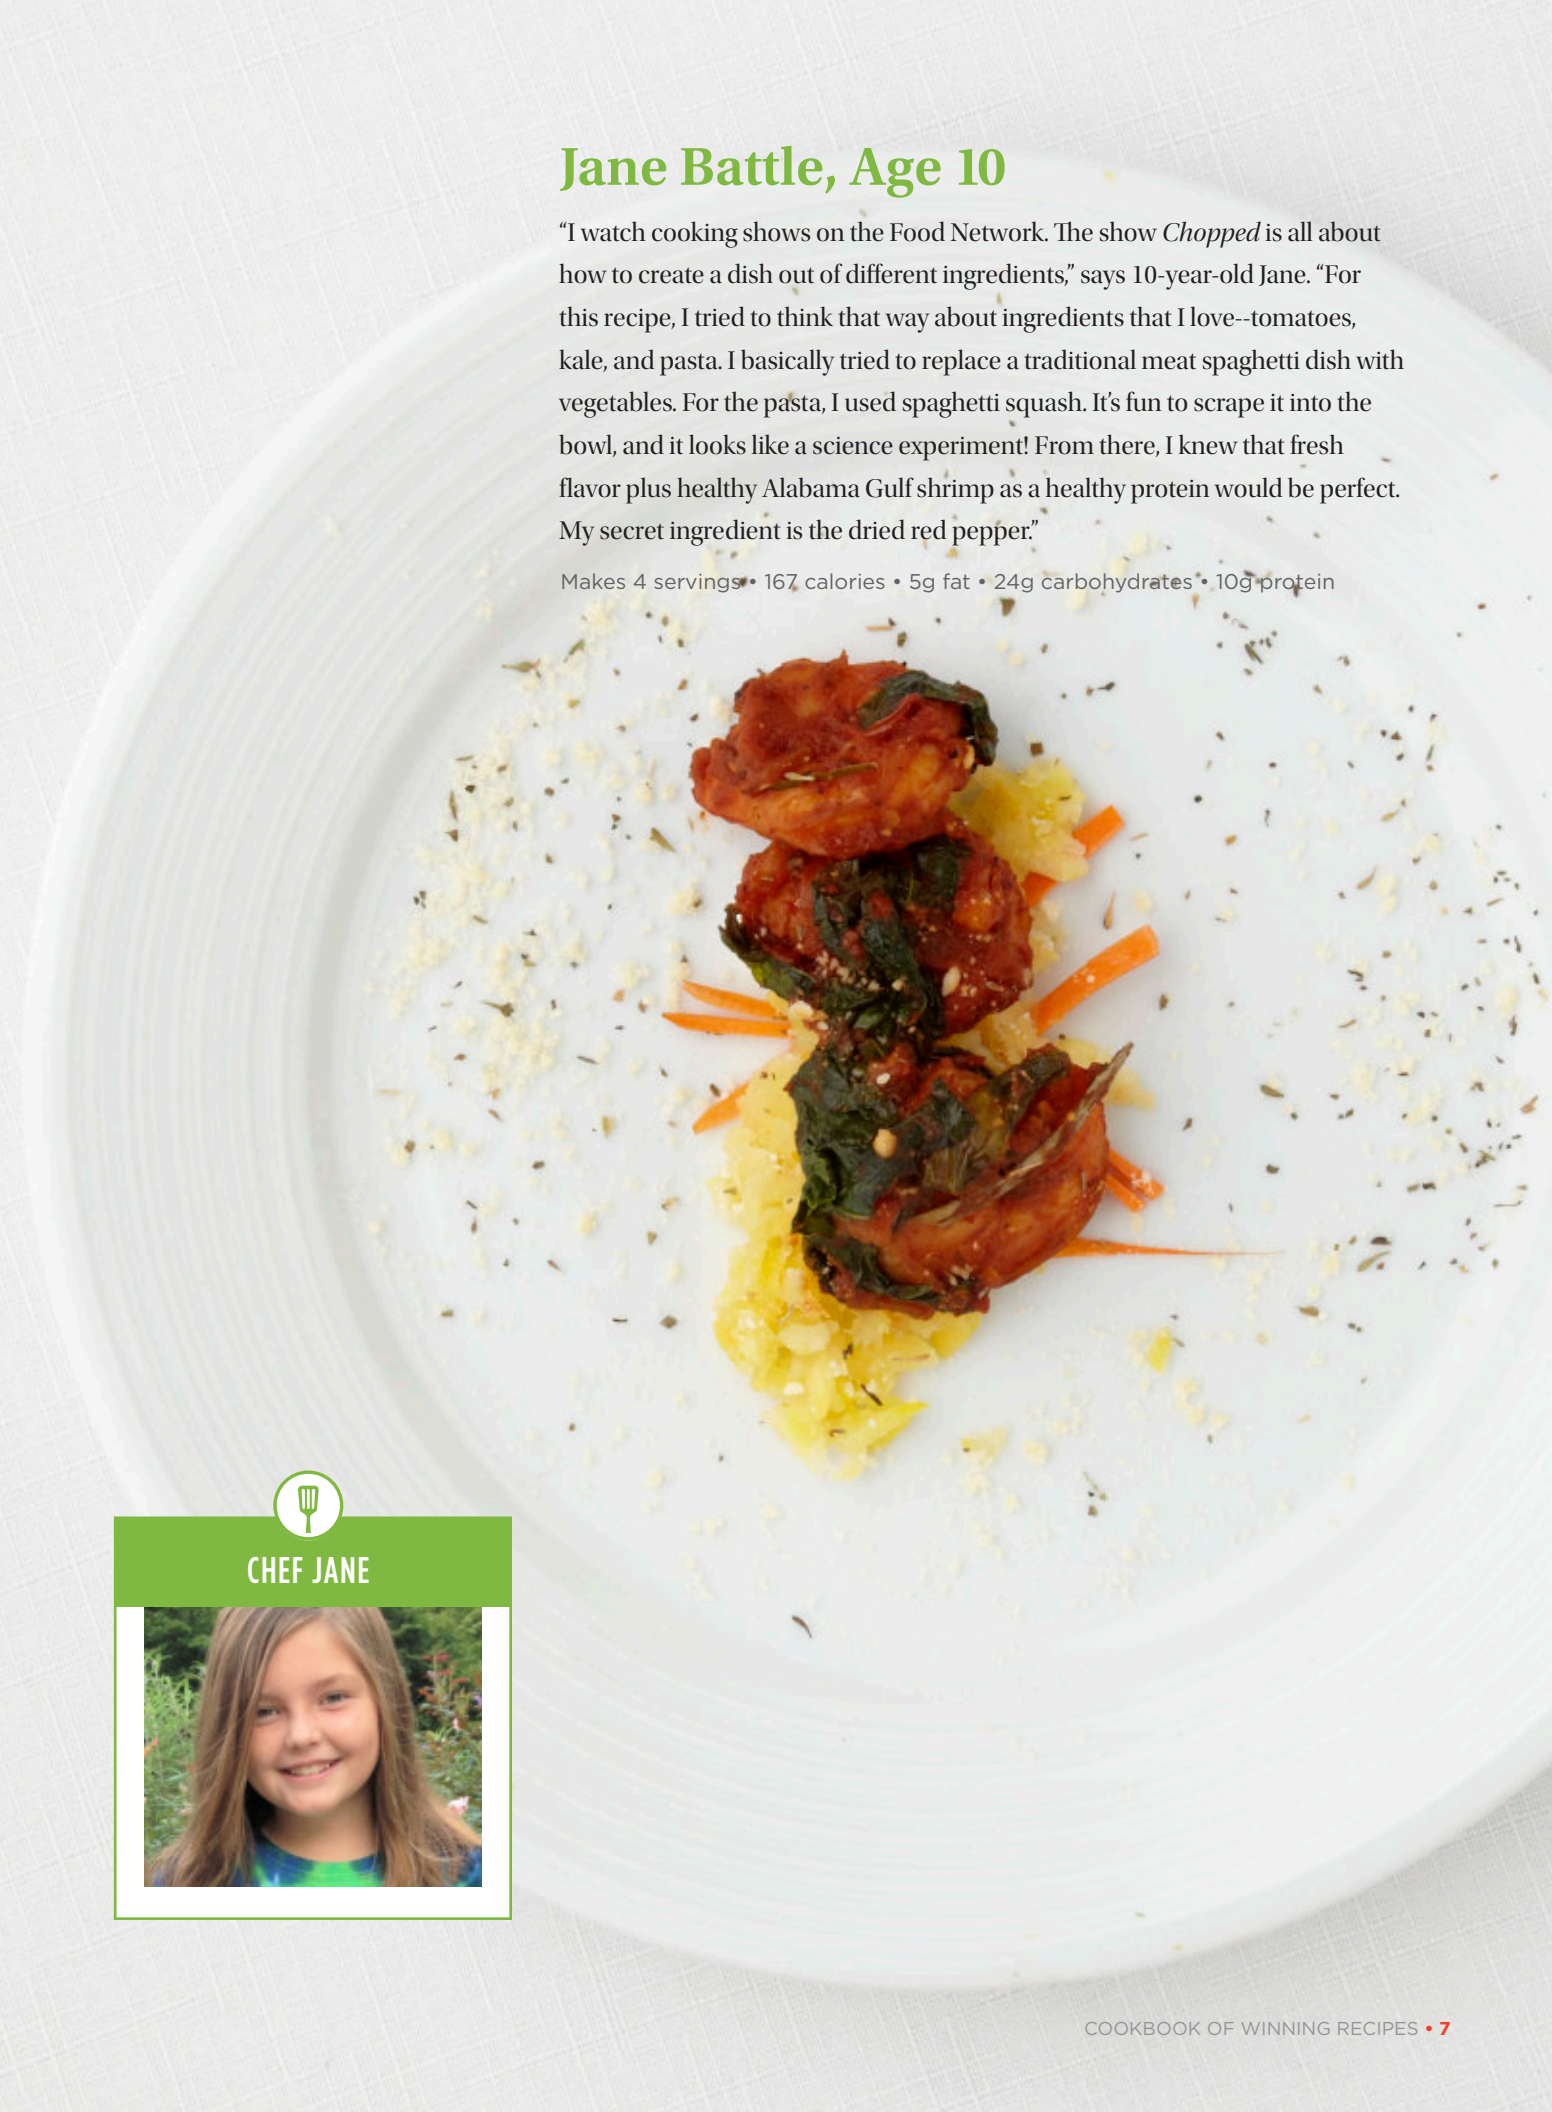 Jane Battle, Age 10
“I watch cooking shows on the Food Network. The show Chopped is all about
how to create a dish out of different ingredients,” says 10-year-old Jane. “For
this recipe, I tried to think that way about ingredients that I love--tomatoes,
kale, and pasta. I basically tried to replace a traditional meat spaghetti dish with
vegetables. For the pasta, I used spaghetti squash. It’s fun to scrape it into the
bowl, and it looks like a science experiment! From there, I knew that fresh
flavor plus healthy Alabama Gulf shrimp as a healthy protein would be perfect.
My secret ingredient is the dried red pepper.”
Makes 4 servings • 167 calories • 5g fat • 24g carbohydrates • 10g protein
CHEF JANE
COOKBOOK OF WINNING RECIPES • 7